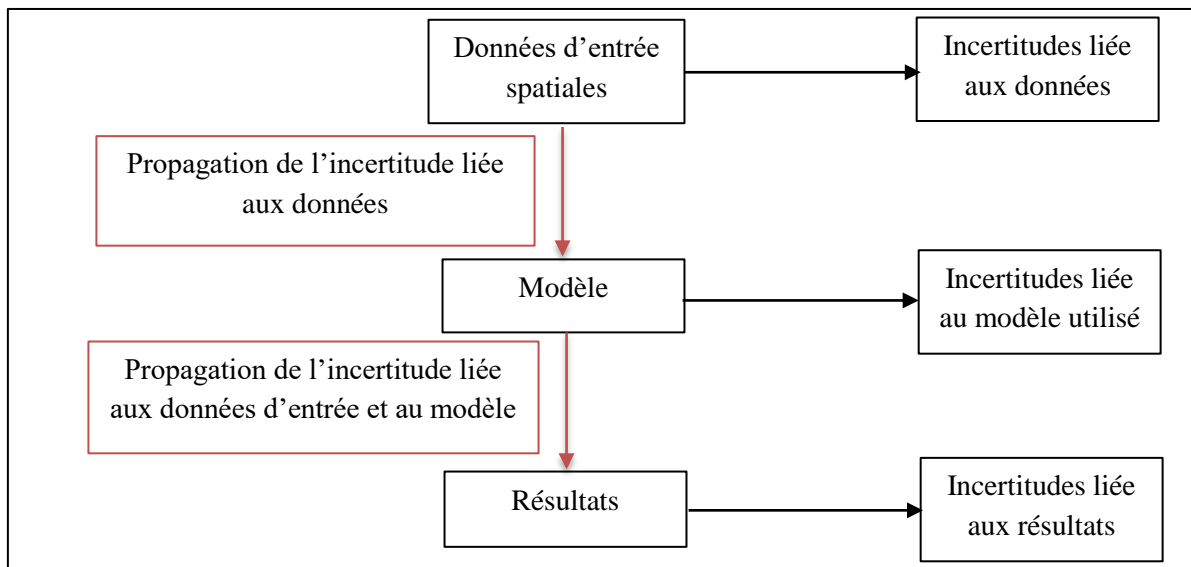 Données d’entrée
spatiales
Incertitudes liée
aux données
Propagation de l’incertitude liée
aux données
Modèle
Incertitudes liée
au modèle utilisé
Propagation de l’incertitude liée
aux données d’entrée et au modèle
Résultats
Incertitudes liée
aux résultats